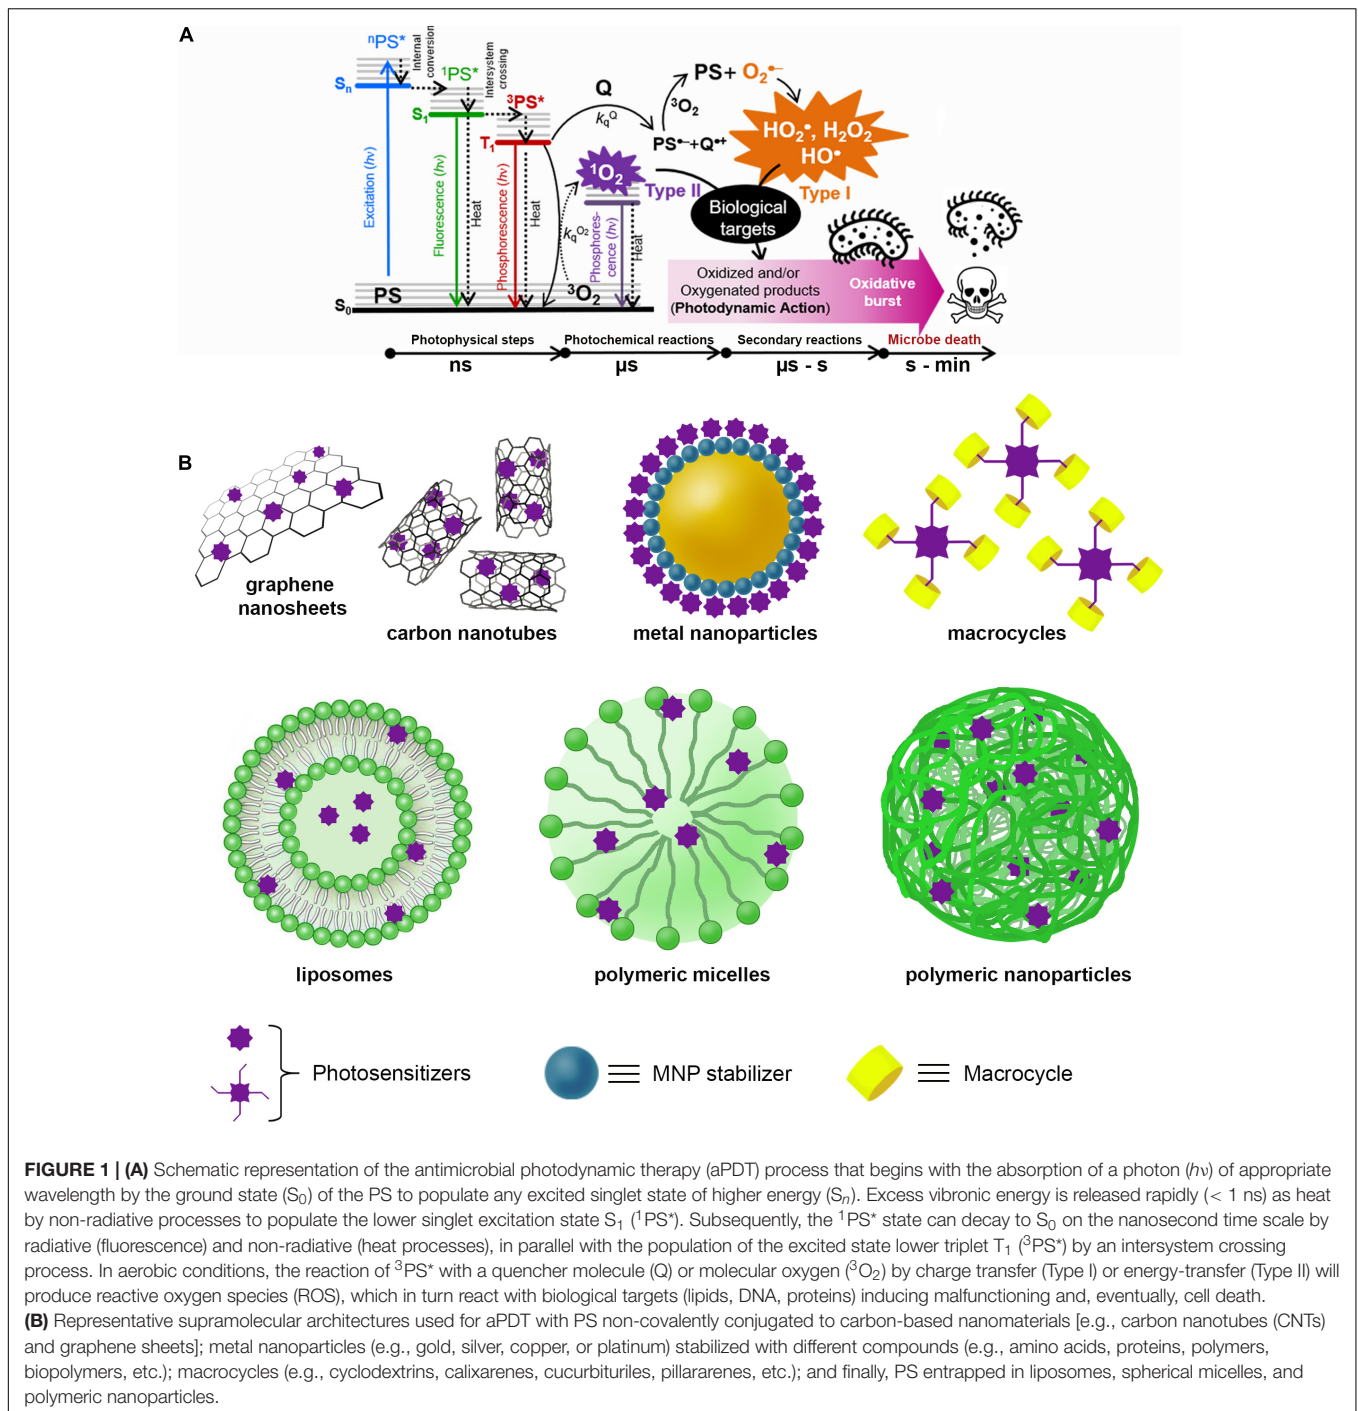 A
ⁿPS*
Internal
conversion
¹PS*
Intersystem
crossing
³PS*
Sₙ
S₁
T₁
S₀
Excitation (hν)
Fluorescence (hν)
Heat
Phosphorescence (hν)
Heat
Q
k_q^Q
PS•−+Q•+
³O₂
PS+ O₂•−
HO₂•, H₂O₂
HO•
Type I
¹O₂
Type II
k_q^O₂
Phosphores-
cence (hν)
Heat
PS
³O₂
Biological
targets
Oxidized and/or
Oxygenated products
(Photodynamic Action)
Oxidative
burst
Photophysical steps
Photochemical reactions
Secondary reactions
Microbe death
ns
µs
µs - s
s - min
B
graphene
nanosheets
carbon nanotubes
metal nanoparticles
macrocycles
liposomes
polymeric micelles
polymeric nanoparticles
Photosensitizers
MNP stabilizer
Macrocycle
FIGURE 1 | (A) Schematic representation of the antimicrobial photodynamic therapy (aPDT) process that begins with the absorption of a photon (hν) of appropriate
wavelength by the ground state (S₀) of the PS to populate any excited singlet state of higher energy (Sₙ). Excess vibronic energy is released rapidly (< 1 ns) as heat
by non-radiative processes to populate the lower singlet excitation state S₁ (¹PS*). Subsequently, the ¹PS* state can decay to S₀ on the nanosecond time scale by
radiative (fluorescence) and non-radiative (heat processes), in parallel with the population of the excited state lower triplet T₁ (³PS*) by an intersystem crossing
process. In aerobic conditions, the reaction of ³PS* with a quencher molecule (Q) or molecular oxygen (³O₂) by charge transfer (Type I) or energy-transfer (Type II) will
produce reactive oxygen species (ROS), which in turn react with biological targets (lipids, DNA, proteins) inducing malfunctioning and, eventually, cell death.
(B) Representative supramolecular architectures used for aPDT with PS non-covalently conjugated to carbon-based nanomaterials [e.g., carbon nanotubes (CNTs)
and graphene sheets]; metal nanoparticles (e.g., gold, silver, copper, or platinum) stabilized with different compounds (e.g., amino acids, proteins, polymers,
biopolymers, etc.); macrocycles (e.g., cyclodextrins, calixarenes, cucurbituriles, pillararenes, etc.); and finally, PS entrapped in liposomes, spherical micelles, and
polymeric nanoparticles.